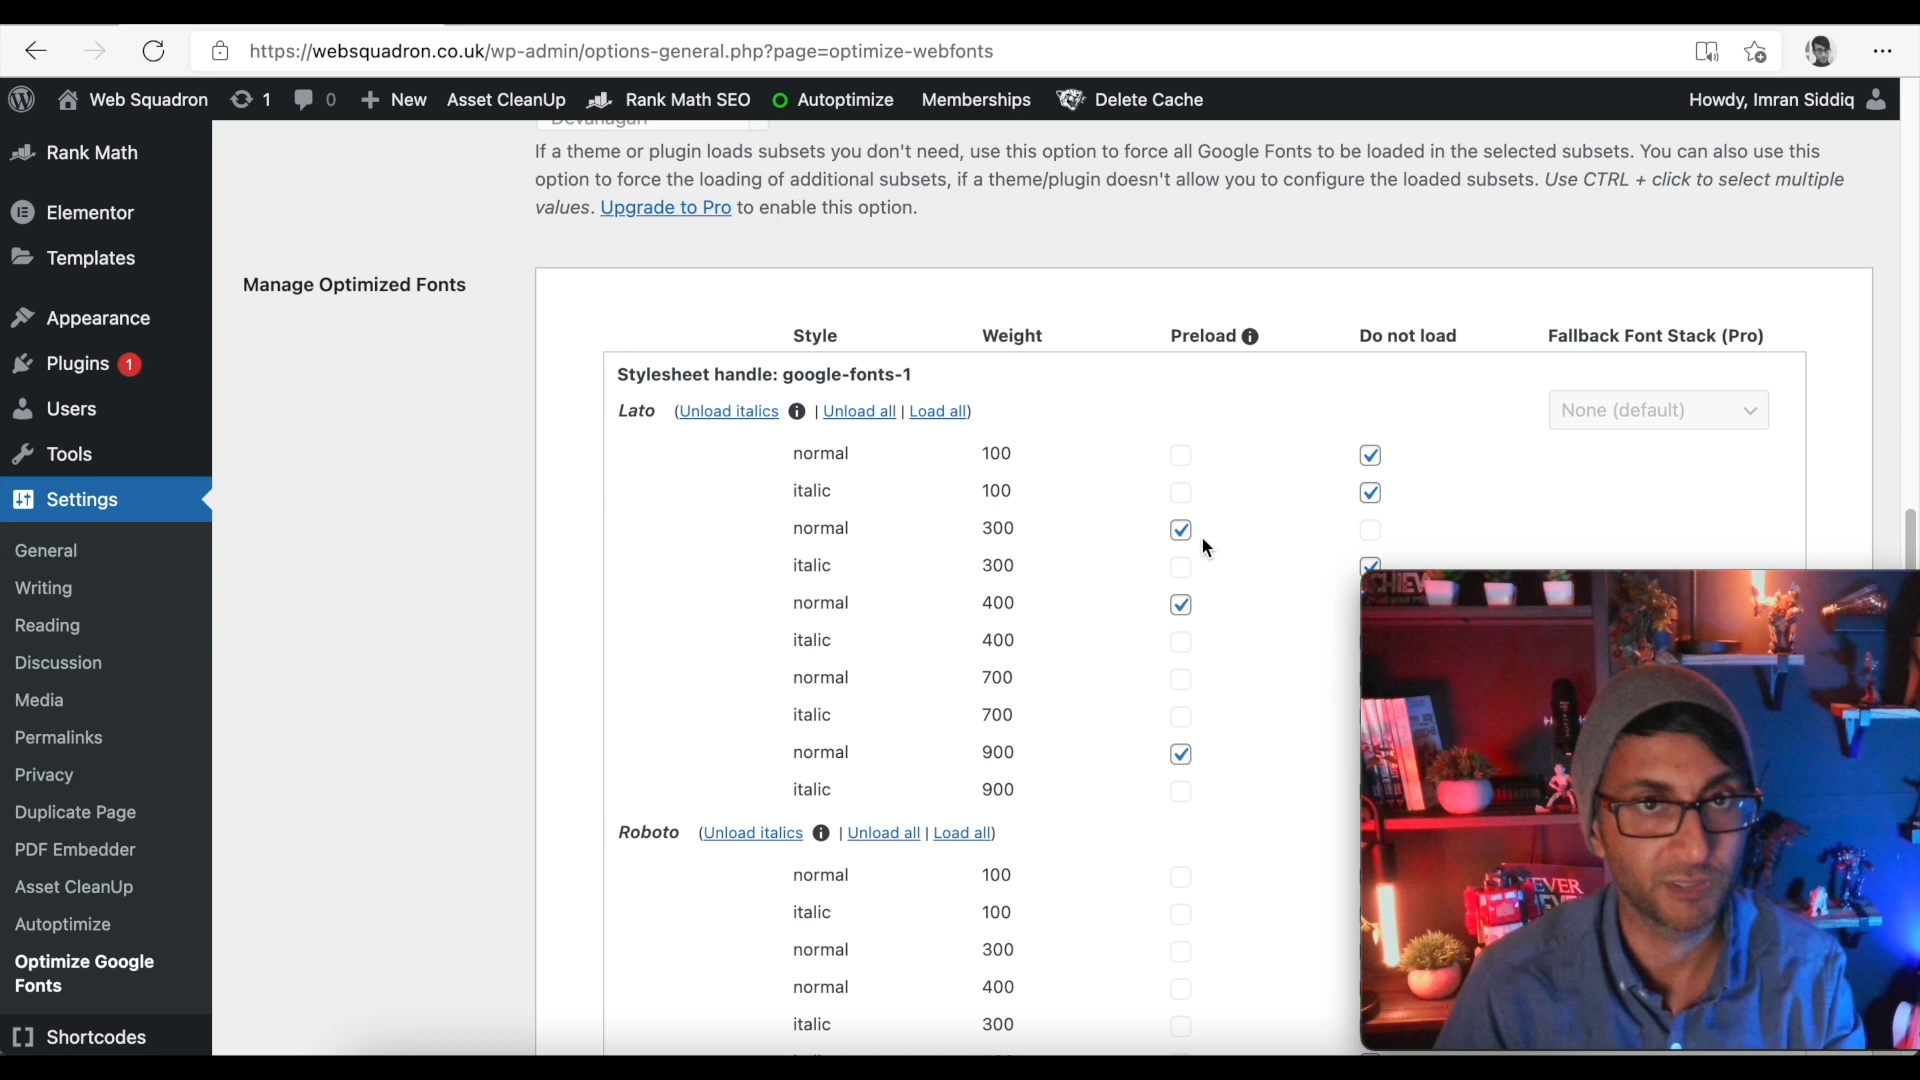 https://websquadron.co.uk/wp-admin/options-general.php?page=optimize-webfonts
Web Squadron 1 0 New Asset CleanUp Rank Math SEO Autoptimize Memberships Delete Cache Howdy, Imran Siddiq
Rank Math
Elementor
Templates
Appearance
Plugins 1
Users
Tools
Settings
General
Writing
Reading
Discussion
Media
Permalinks
Privacy
Duplicate Page
PDF Embedder
Asset CleanUp
Autoptimize
Optimize Google
Fonts
Shortcodes
If a theme or plugin loads subsets you don't need, use this option to force all Google Fonts to be loaded in the selected subsets. You can also use this
option to force the loading of additional subsets, if a theme/plugin doesn't allow you to configure the loaded subsets. Use CTRL + click to select multiple
values. Upgrade to Pro to enable this option.
Manage Optimized Fonts
Style Weight Preload Do not load Fallback Font Stack (Pro)
Stylesheet handle: google-fonts-1
Lato (Unload italics | Unload all | Load all) None (default)
normal 100
italic 100
normal 300
italic 300
normal 400
italic 400
normal 700
italic 700
normal 900
italic 900
Roboto (Unload italics | Unload all | Load all)
normal 100
italic 100
normal 300
normal 400
italic 300